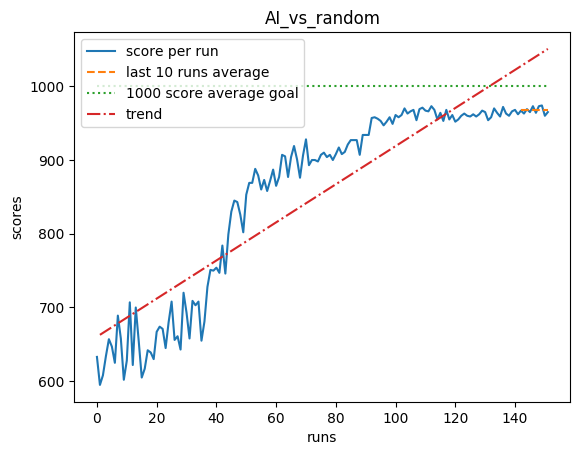 AI_vs_random
score per run
last 10 runs average
1000 score average goal
trend
scores
1000
900
800
700
600
0 20 40 60 80 100 120 140
runs